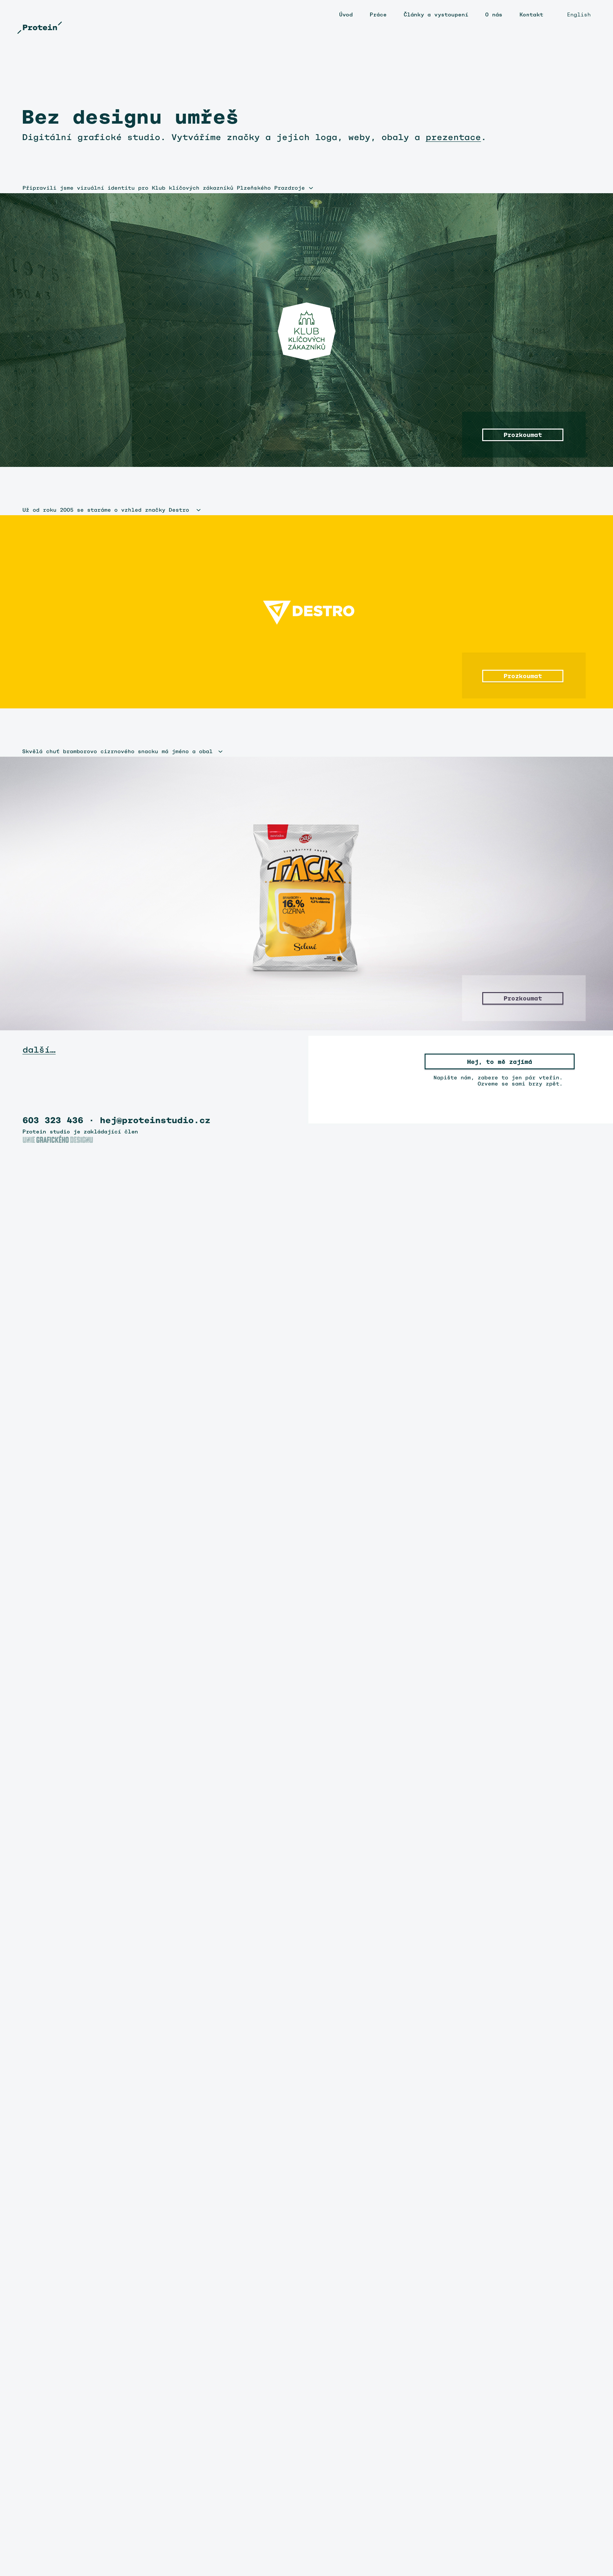 Úvod Práce Články a vystoupení O nás Kontakt English
Protein
Bez designu umřeš
Digitální grafické studio. Vytváříme značky a jejich loga, weby, obaly a prezentace.
Připravili jsme vizuální identitu pro Klub klíčových zákazníků Plzeňského Prazdroje
KLUB
KLÍČOVÝCH
ZÁKAZNÍKŮ
Prozkoumat
Už od roku 2005 se staráme o vzhled značky Destro
DESTRO
Prozkoumat
Skvělá chuť bramborovo cizrnového snacku má jméno a obal
TACK
16.%
CIZRNA
Solené
Prozkoumat
další…
Hej, to mě zajímá
Napište nám, zabere to jen pár vteřin.
Ozveme se sami brzy zpět.
603 323 436 · hej@proteinstudio.cz
Protein studio je zakládající člen
UNIE GRAFICKÉHO DESIGNU